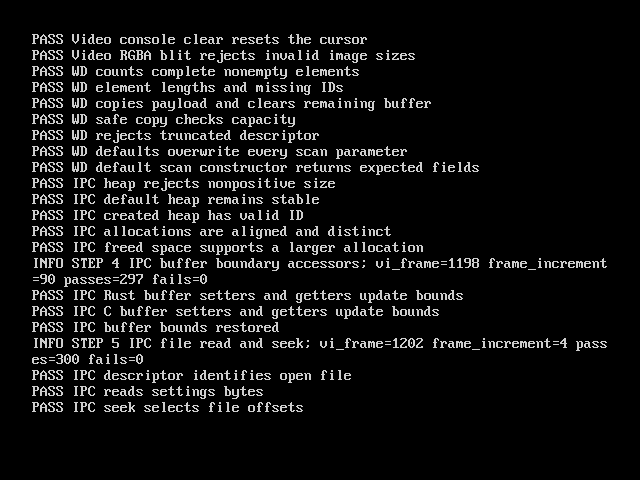 PASS Video console clear resets the cursor
PASS Video RGBA blit rejects invalid image sizes
PASS WD counts complete nonempty elements
PASS WD element lengths and missing IDs
PASS WD copies payload and clears remaining buffer
PASS WD safe copy checks capacity
PASS WD rejects truncated descriptor
PASS WD defaults overwrite every scan parameter
PASS WD default scan constructor returns expected fields
PASS IPC heap rejects nonpositive size
PASS IPC default heap remains stable
PASS IPC created heap has valid ID
PASS IPC allocations are aligned and distinct
PASS IPC freed space supports a larger allocation
INFO STEP 4 IPC buffer boundary accessors; vi_frame=1198 frame_increment
=90 passes=297 fails=0
PASS IPC Rust buffer setters and getters update bounds
PASS IPC C buffer setters and getters update bounds
PASS IPC buffer bounds restored
INFO STEP 5 IPC file read and seek; vi_frame=1202 frame_increment=4 pass
es=300 fails=0
PASS IPC descriptor identifies open file
PASS IPC reads settings bytes
PASS IPC seek selects file offsets